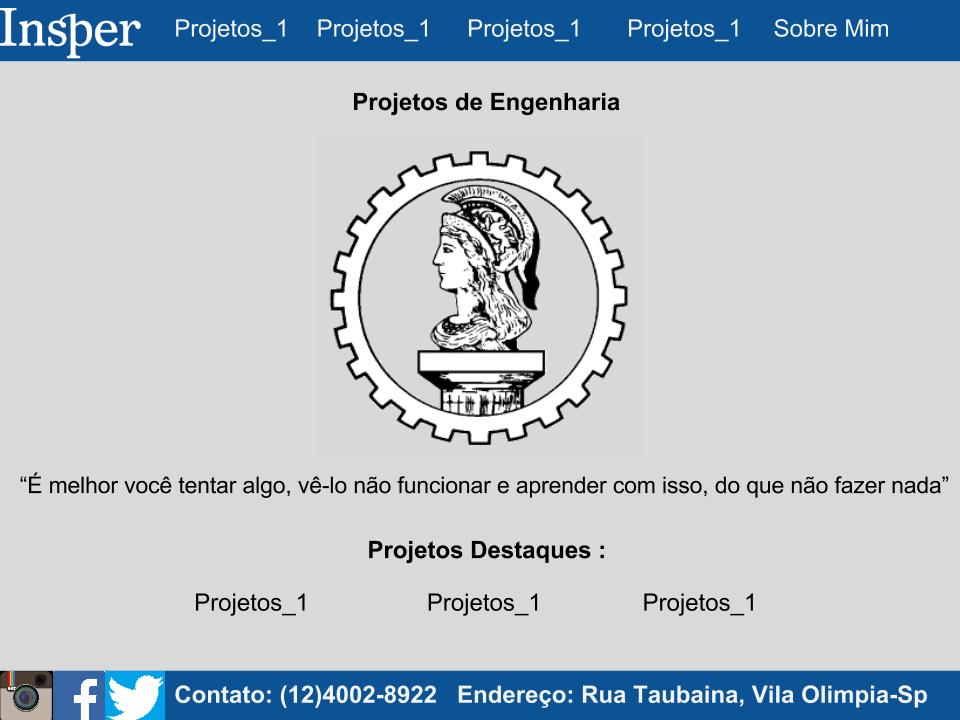 Insper Projetos_1 Projetos_1 Projetos_1 Projetos_1 Sobre Mim
Projetos de Engenharia
“É melhor você tentar algo, vê-lo não funcionar e aprender com isso, do que não fazer nada”
Projetos Destaques :
Projetos_1 Projetos_1 Projetos_1
Contato: (12)4002-8922 Endereço: Rua Taubaina, Vila Olimpia-Sp